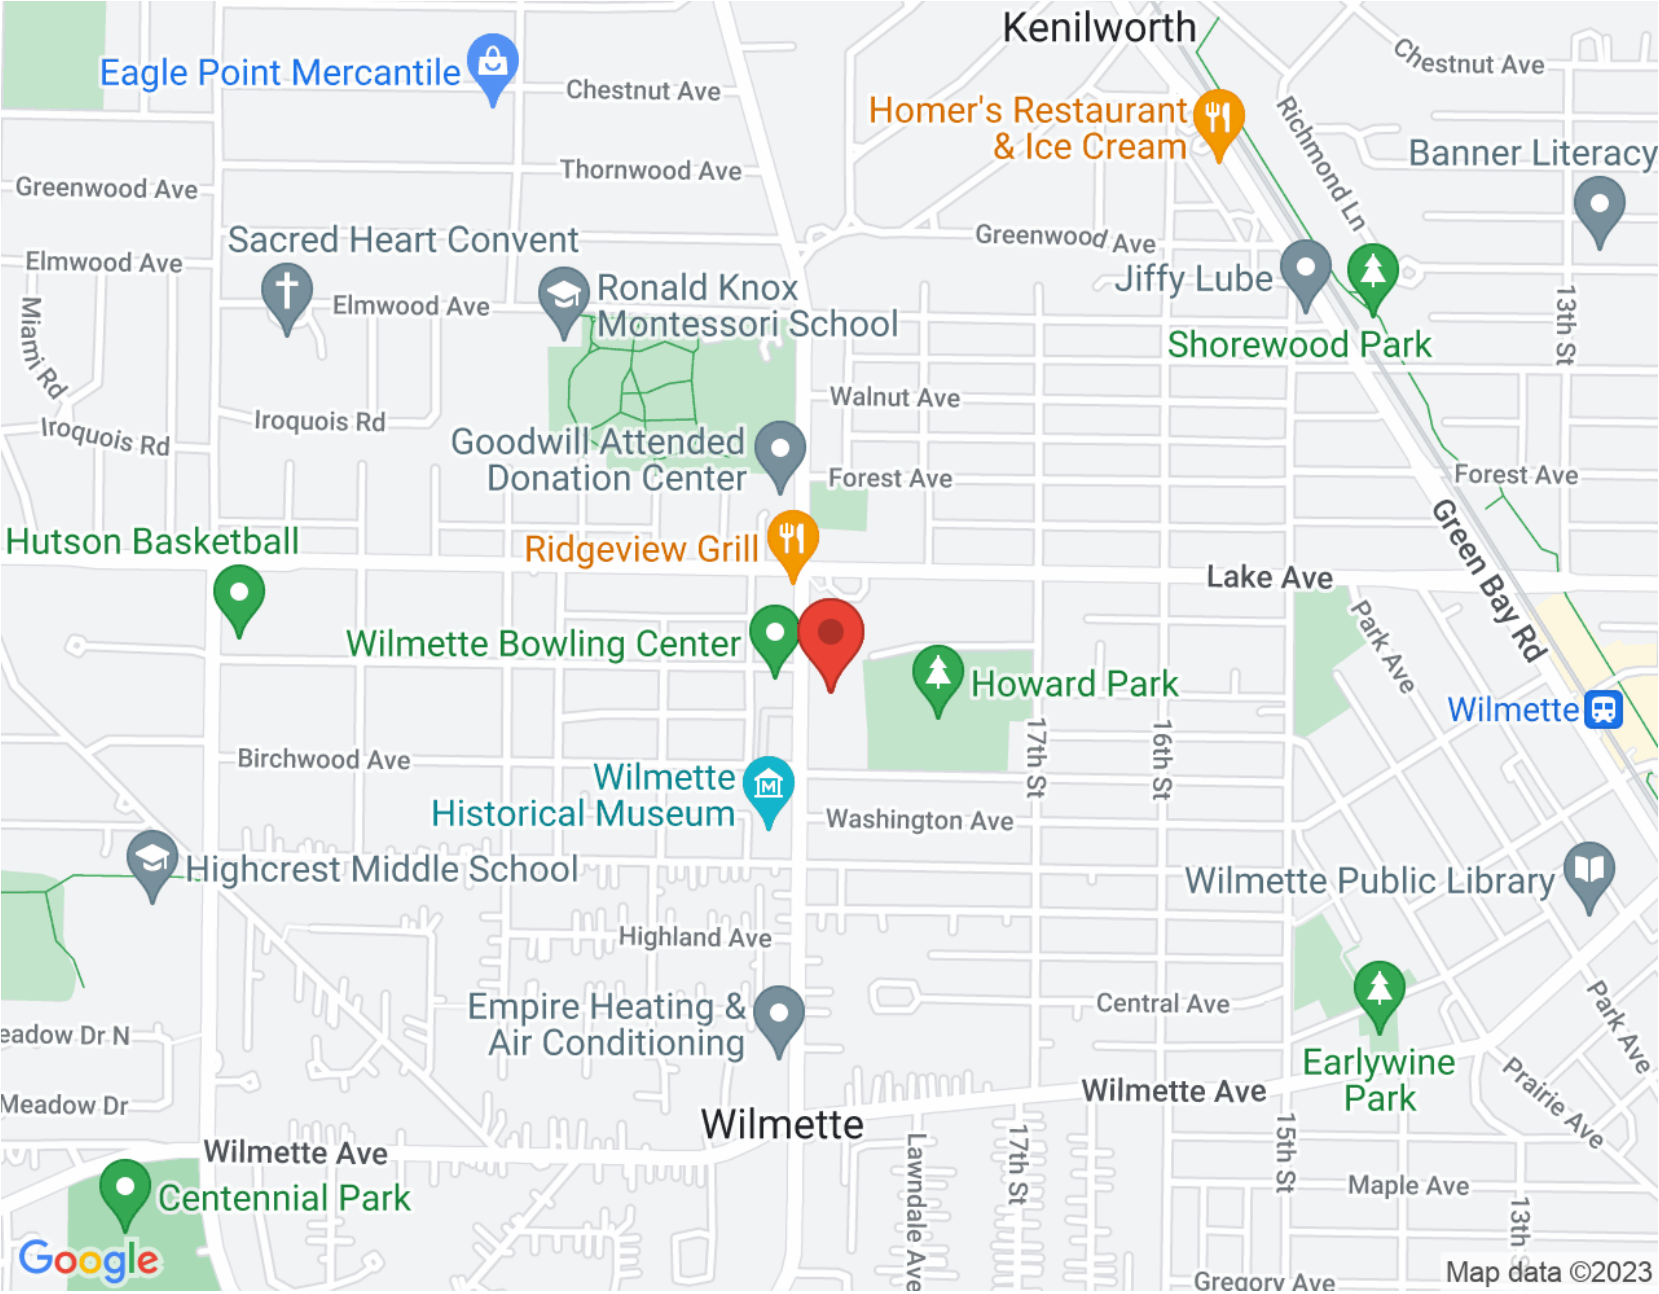 Kenilworth
Chestnut Ave
Eagle Point Mercantile
Chestnut Ave
Homer's Restaurant
& Ice Cream
Richmond Ln
Banner Literacy
Thornwood Ave
Greenwood Ave
Sacred Heart Convent
Greenwood Ave
Elmwood Ave
Jiffy Lube
Ronald Knox
Montessori School
Elmwood Ave
Miami Rd
13th St
Shorewood Park
Walnut Ave
Iroquois Rd
Iroquois Rd
Goodwill Attended
Donation Center
Forest Ave
Forest Ave
Green Bay Rd
Hutson Basketball
Ridgeview Grill
Lake Ave
Park Ave
Wilmette Bowling Center
Howard Park
Wilmette
17th St
16th St
Birchwood Ave
Wilmette
Historical Museum
Washington Ave
Highcrest Middle School
Wilmette Public Library
Highland Ave
Central Ave
Empire Heating &
Air Conditioning
Park Ave
eadow Dr N
Earlywine
Park
Wilmette Ave
Prairie Ave
Meadow Dr
Wilmette
Wilmette Ave
17th St
15th St
Lawndale Ave
Centennial Park
Maple Ave
13th S
Google
Gregory Ave
Map data ©2023